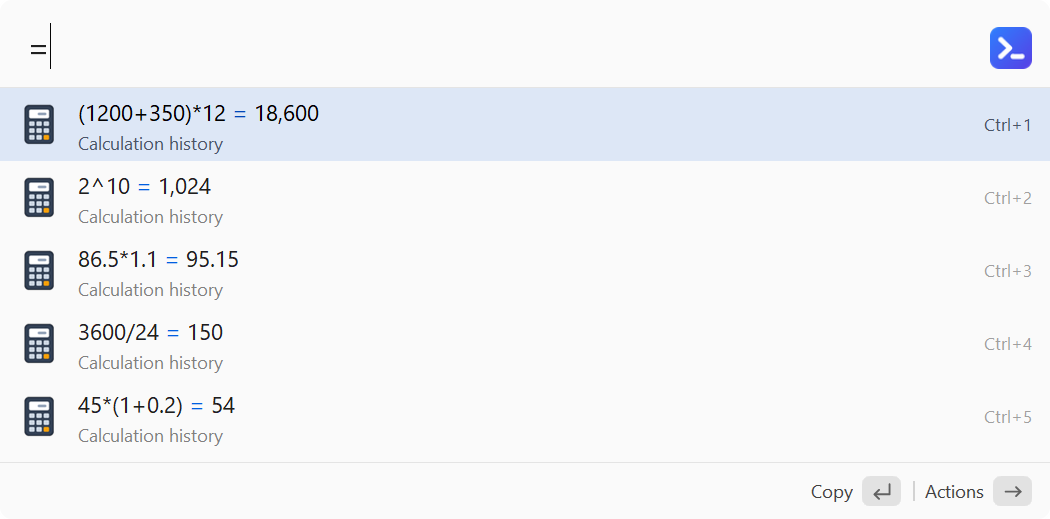 =
(1200+350)*12 = 18,600
Calculation history
Ctrl+1
2^10 = 1,024
Calculation history
Ctrl+2
86.5*1.1 = 95.15
Calculation history
Ctrl+3
3600/24 = 150
Calculation history
Ctrl+4
45*(1+0.2) = 54
Calculation history
Ctrl+5
Copy
Actions